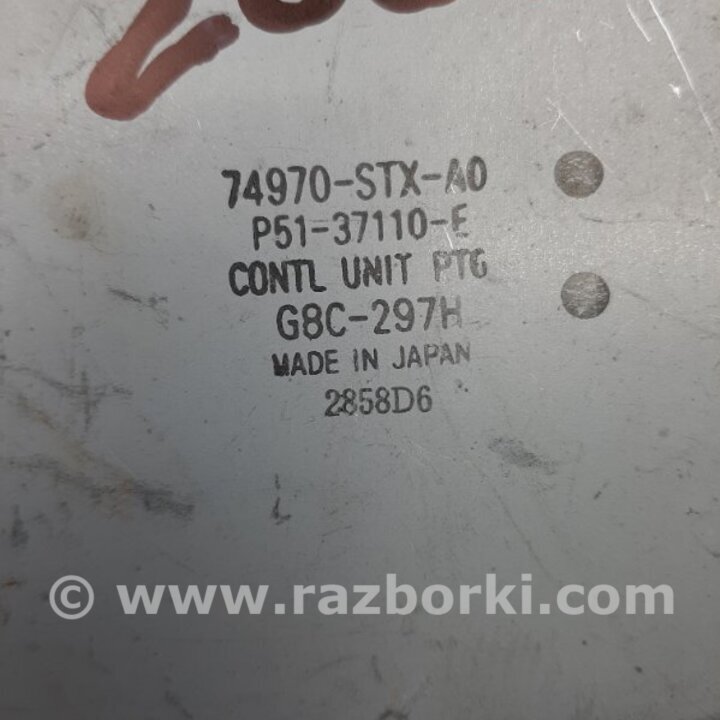 74970-STX-A0
P51-37110-E
CONTL UNIT PTG
G8C-297H
MADE IN JAPAN
2858D6
© www.razborki.com